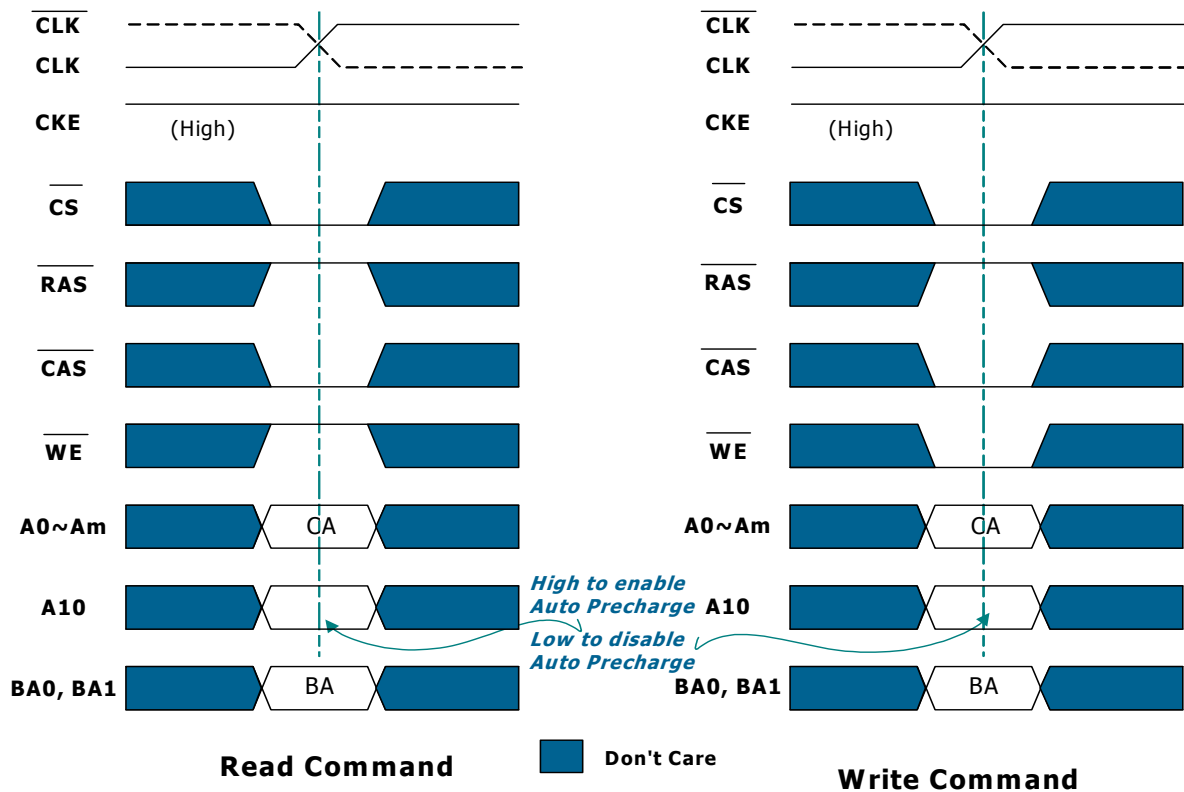 CLK
CLK
CKE
(High)
CS
RAS
CAS
WE
A0~Am
CA
A10
BA0, BA1
BA
Read Command
High to enable
Auto Precharge
Low to disable
Auto Precharge
Don't Care
CLK
CLK
CKE
(High)
CS
RAS
CAS
WE
A0~Am
CA
A10
BA0, BA1
BA
Write Command